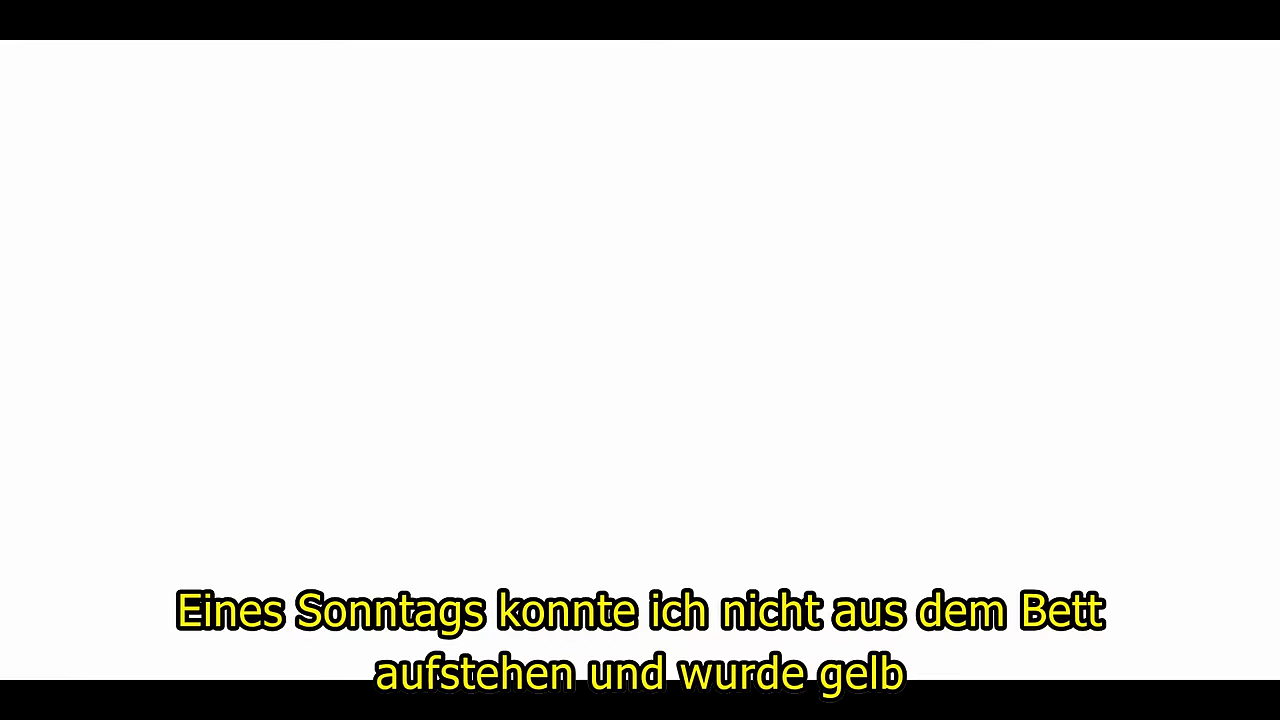 Eines Sonntags konnte ich nicht aus dem Bett
aufstehen und wurde gelb